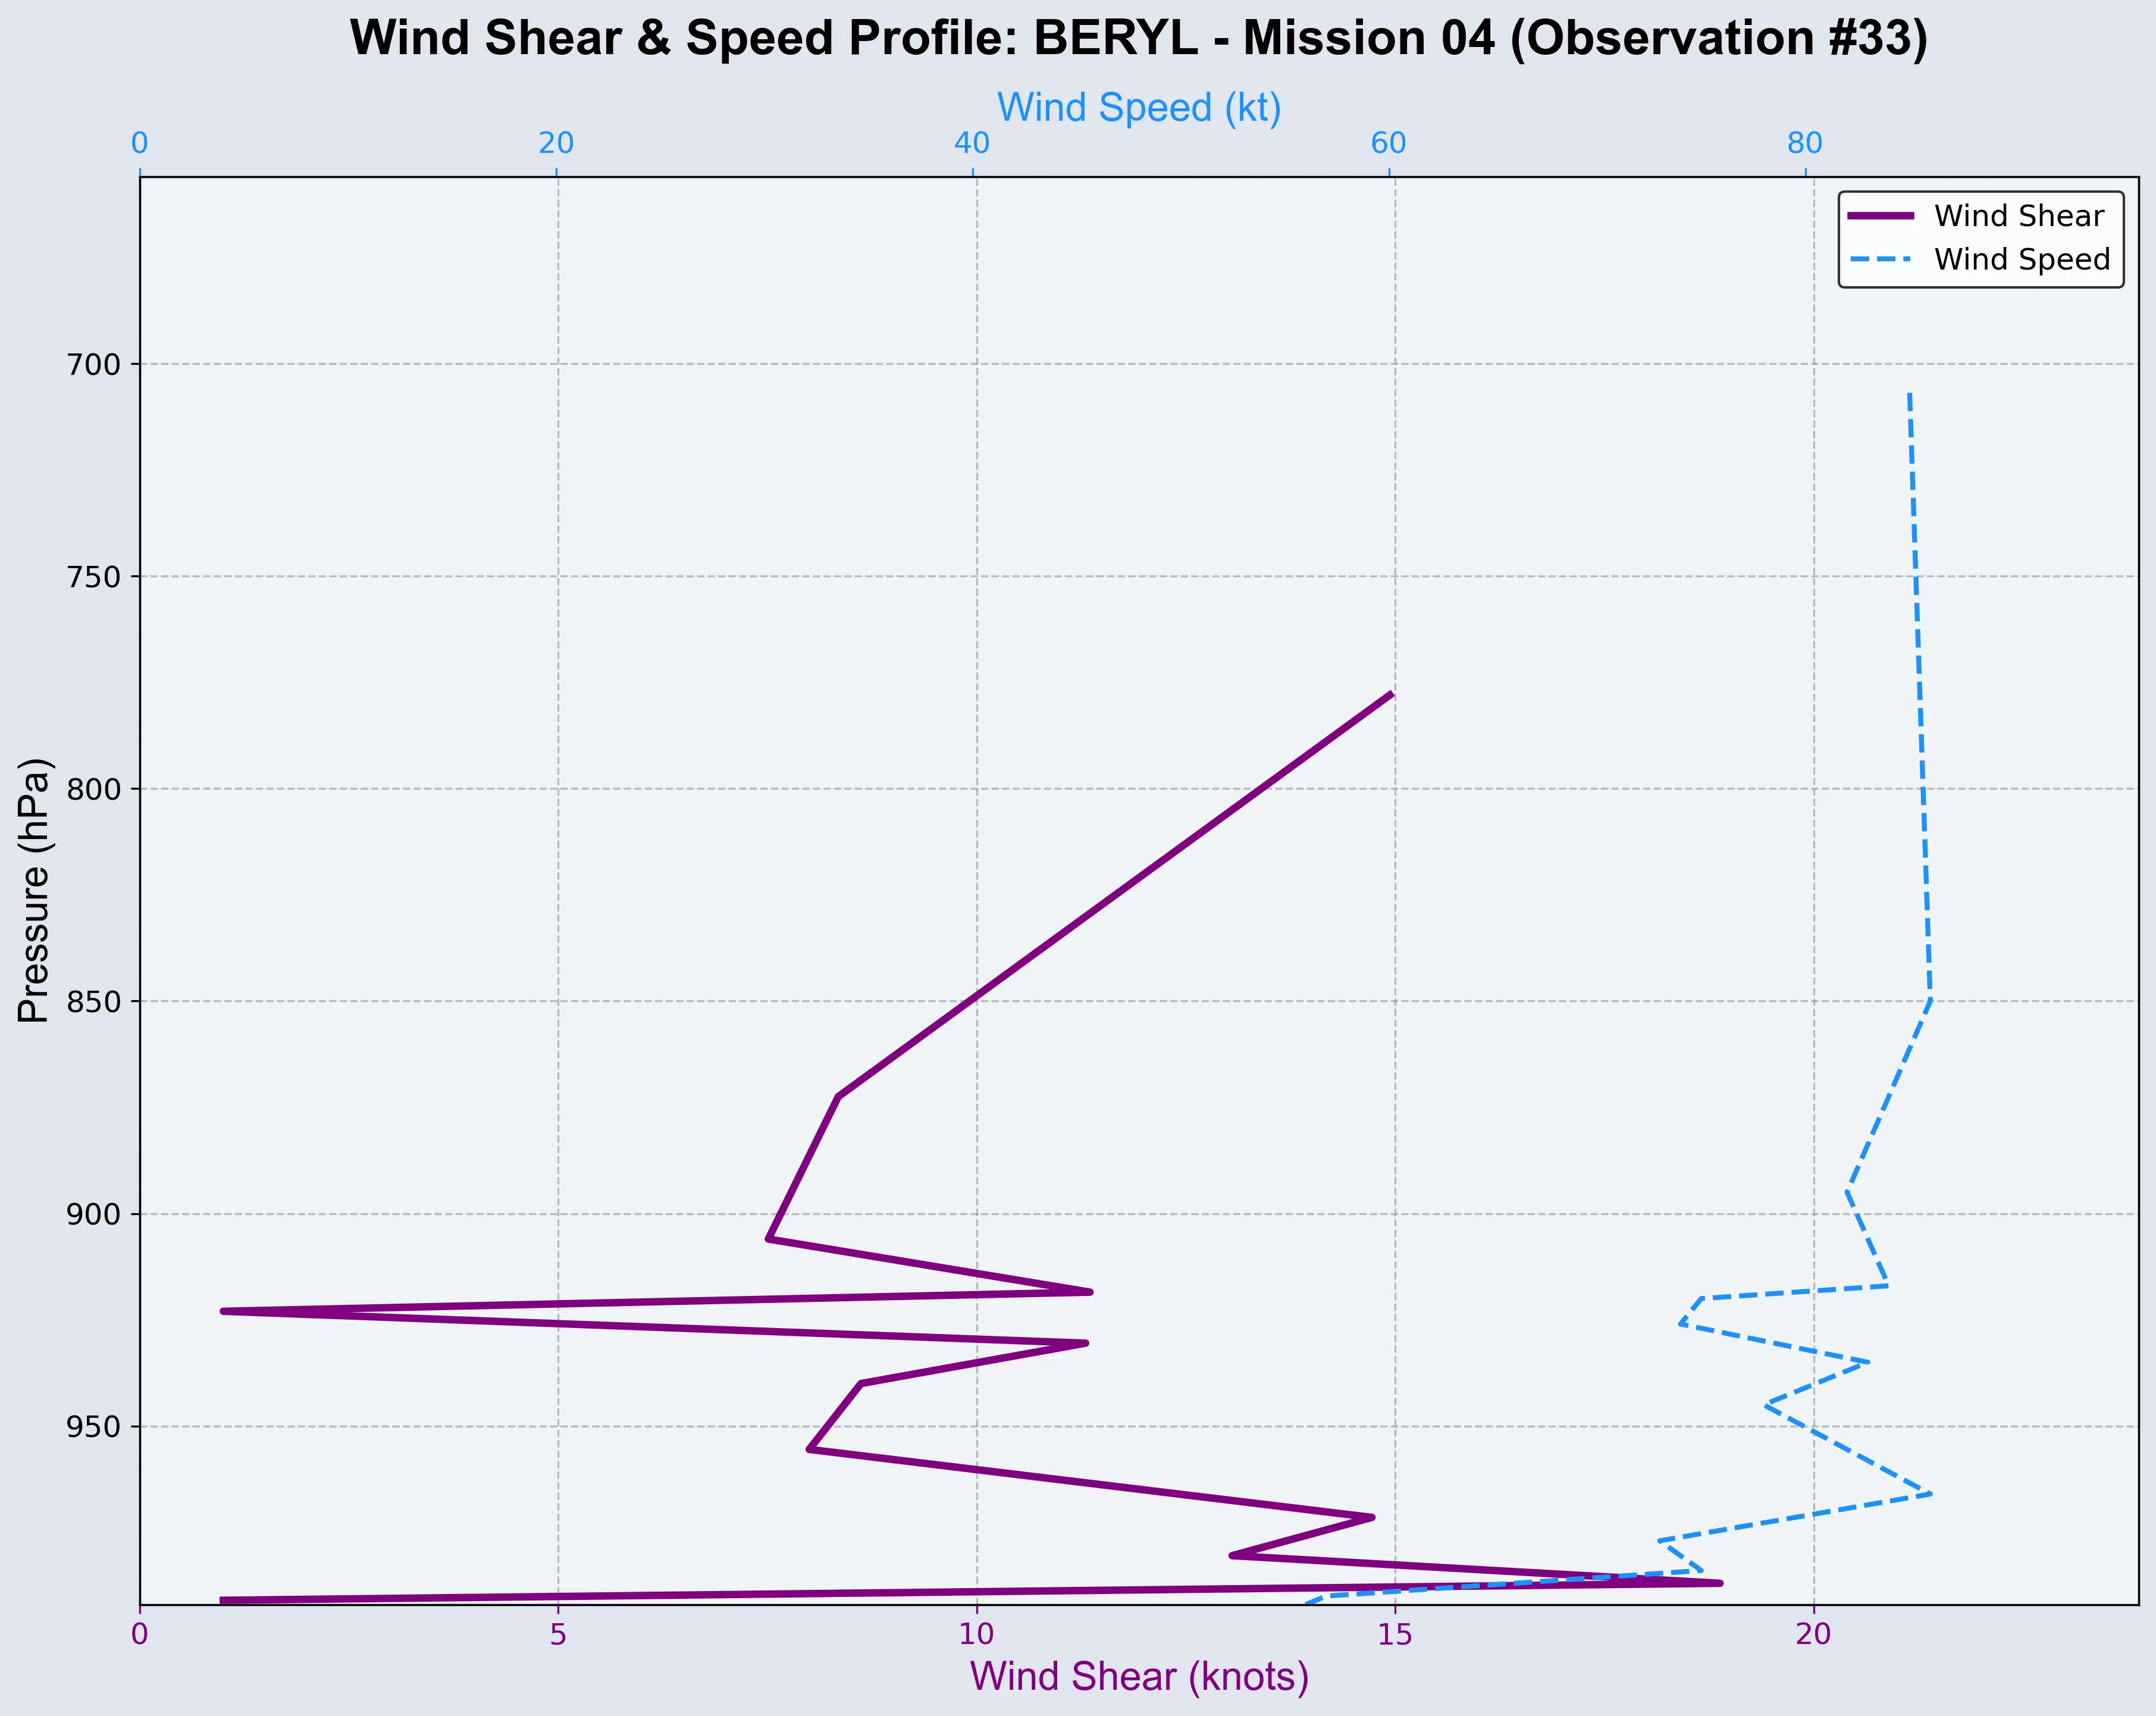 Wind Shear & Speed Profile: BERYL - Mission 04 (Observation #33)
Wind Speed (kt)
0 20 40 60 80
Wind Shear
Wind Speed
700
750
800
850
900
950
Pressure (hPa)
0 5 10 15 20
Wind Shear (knots)